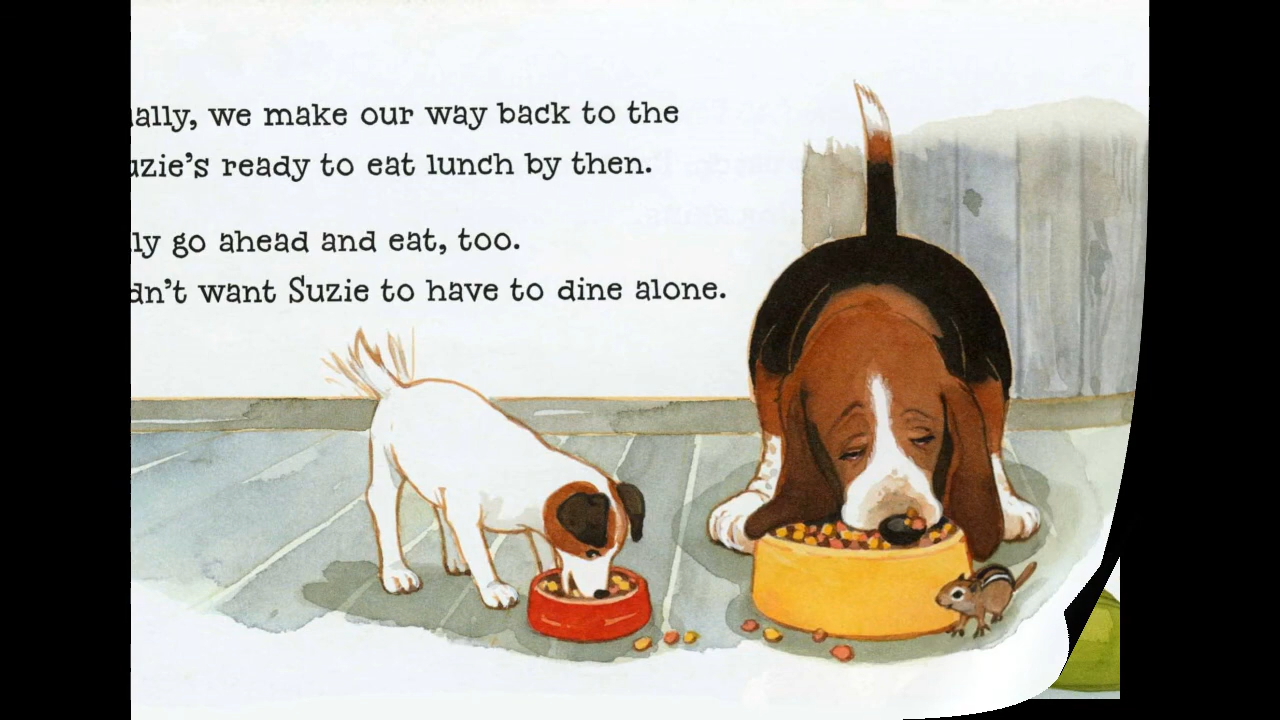 ally, we make our way back to the
uzie's ready to eat lunch by then.
ly go ahead and eat, too.
dn't want Suzie to have to dine alone.